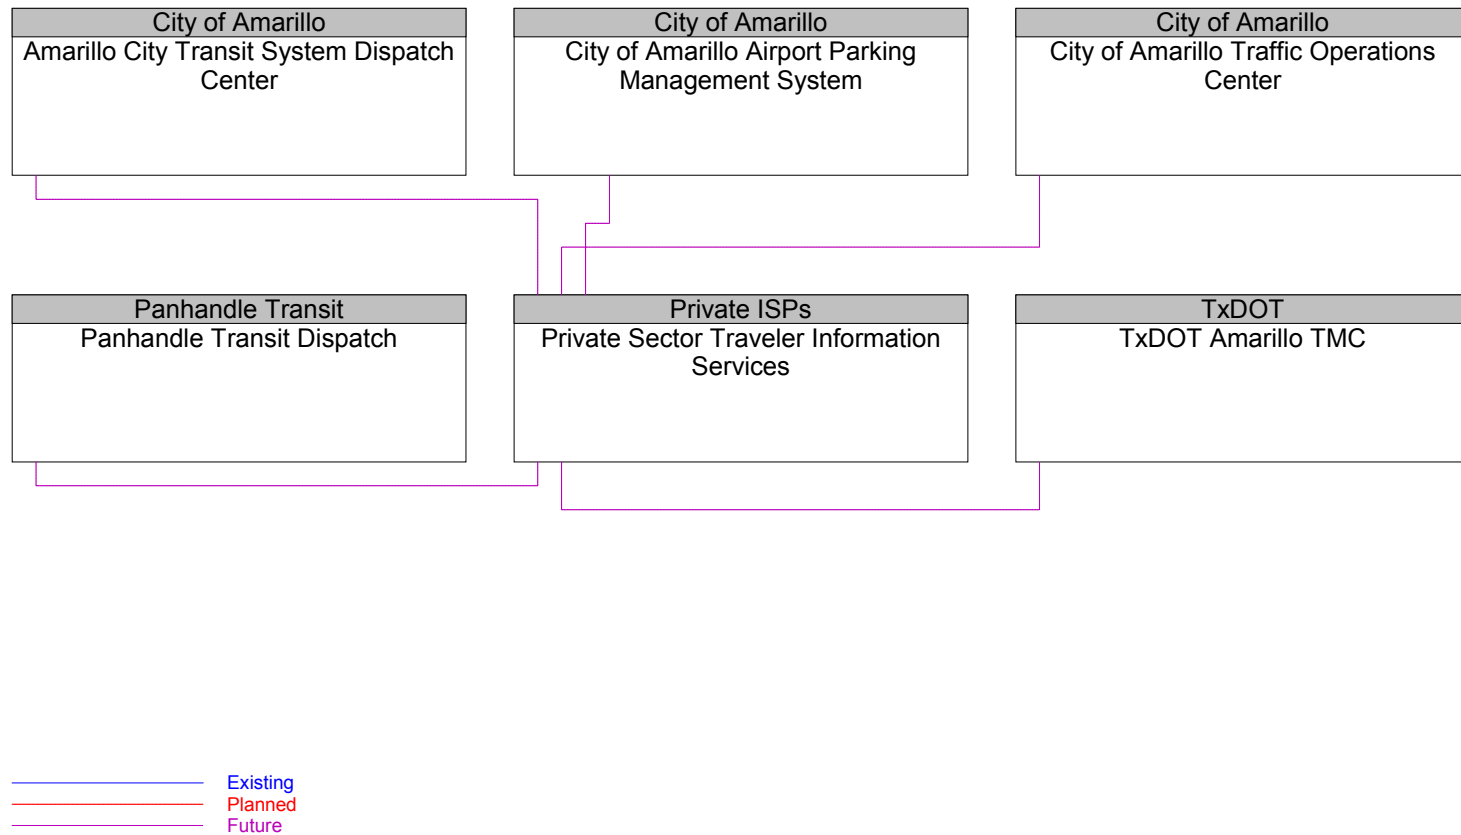 City of Amarillo
Amarillo City Transit System Dispatch
Center
City of Amarillo
City of Amarillo Airport Parking
Management System
City of Amarillo
City of Amarillo Traffic Operations
Center
Panhandle Transit
Panhandle Transit Dispatch
Private ISPs
Private Sector Traveler Information
Services
TxDOT
TxDOT Amarillo TMC
Existing
Planned
Future